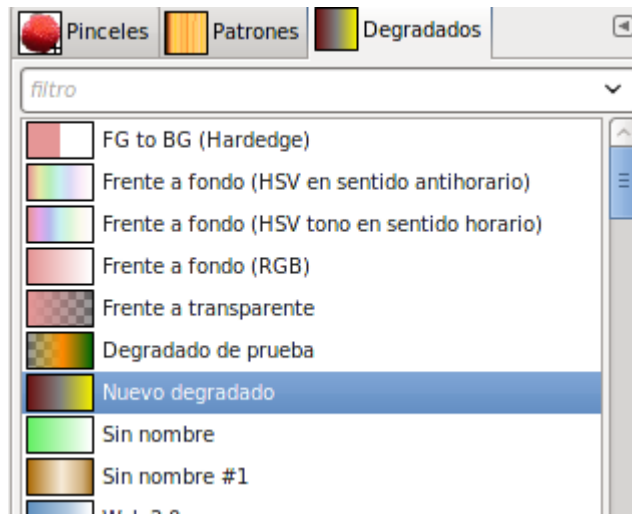 Pinceles Patrones Degradados
filtro
FG to BG (Hardedge)
Frente a fondo (HSV en sentido antihorario)
Frente a fondo (HSV tono en sentido horario)
Frente a fondo (RGB)
Frente a transparente
Degradado de prueba
Nuevo degradado
Sin nombre
Sin nombre #1